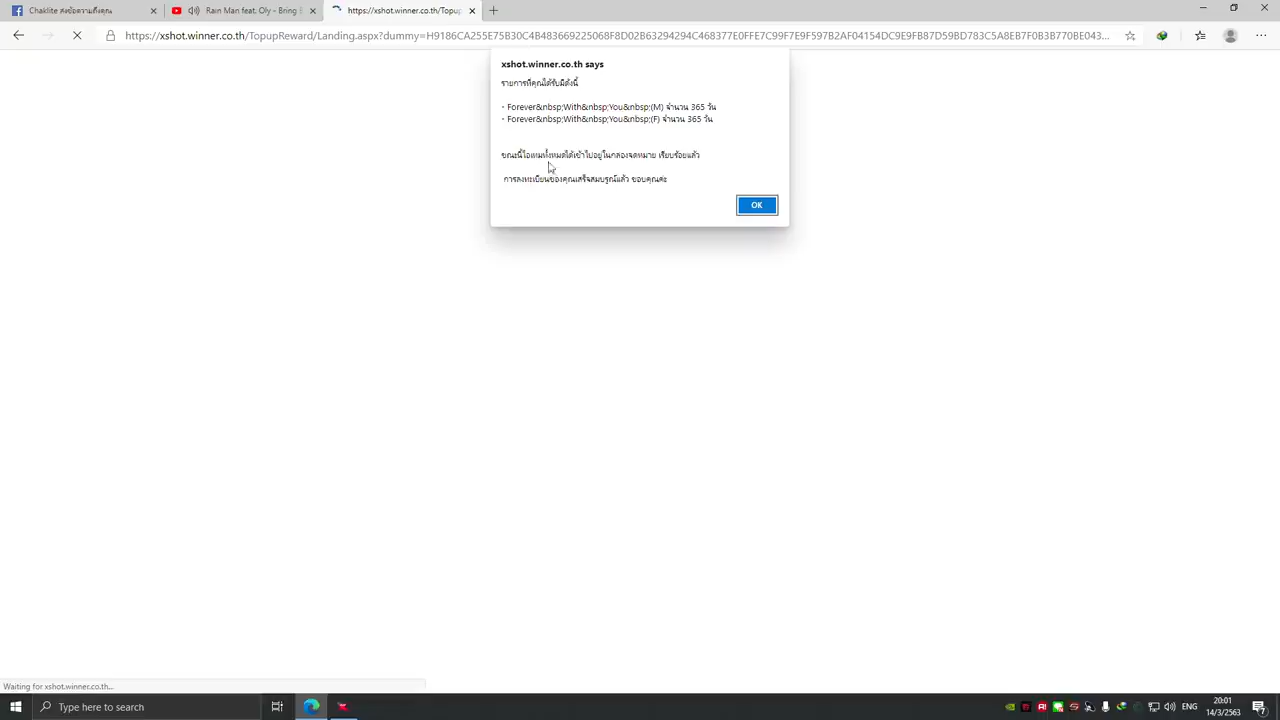 Chaklite ส่งข้อความถึงคุณ
Rain Man feat. Oly - Bring
https://xshot.winner.co.th/Topup
https://xshot.winner.co.th/TopupReward/Landing.aspx?dummy=H9186CA255E75B30C4B483669225068F8D02B63294294C468377E0FFE7C99F7E9F597B2AF04154DC9E9FB87D59BD783C5A8EB7F0B3B770BE043...
xshot.winner.co.th says
รายการที่คุณได้รับมีดังนี้
- Forever&nbsp;With&nbsp;You&nbsp;(M) จำนวน 365 วัน
- Forever&nbsp;With&nbsp;You&nbsp;(F) จำนวน 365 วัน
ขณะนี้ไอเทมทั้งหมดได้เข้าไปอยู่ในกล่องจดหมาย เรียบร้อยแล้ว
การลงทะเบียนของคุณเสร็จสมบูรณ์แล้ว ขอบคุณค่ะ
OK
Waiting for xshot.winner.co.th...
Type here to search
ENG
20:01
14/3/2563